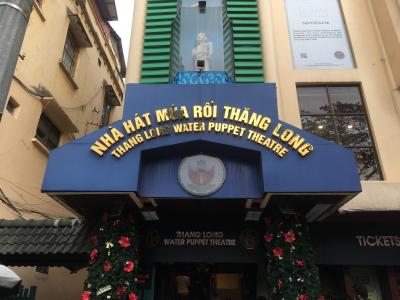 NHÀ HÁT MÚA RỐI THĂNG LONG
THANG LONG WATER PUPPET THEATRE
THANG LONG
WATER PUPPET THEATRE
TICKETS